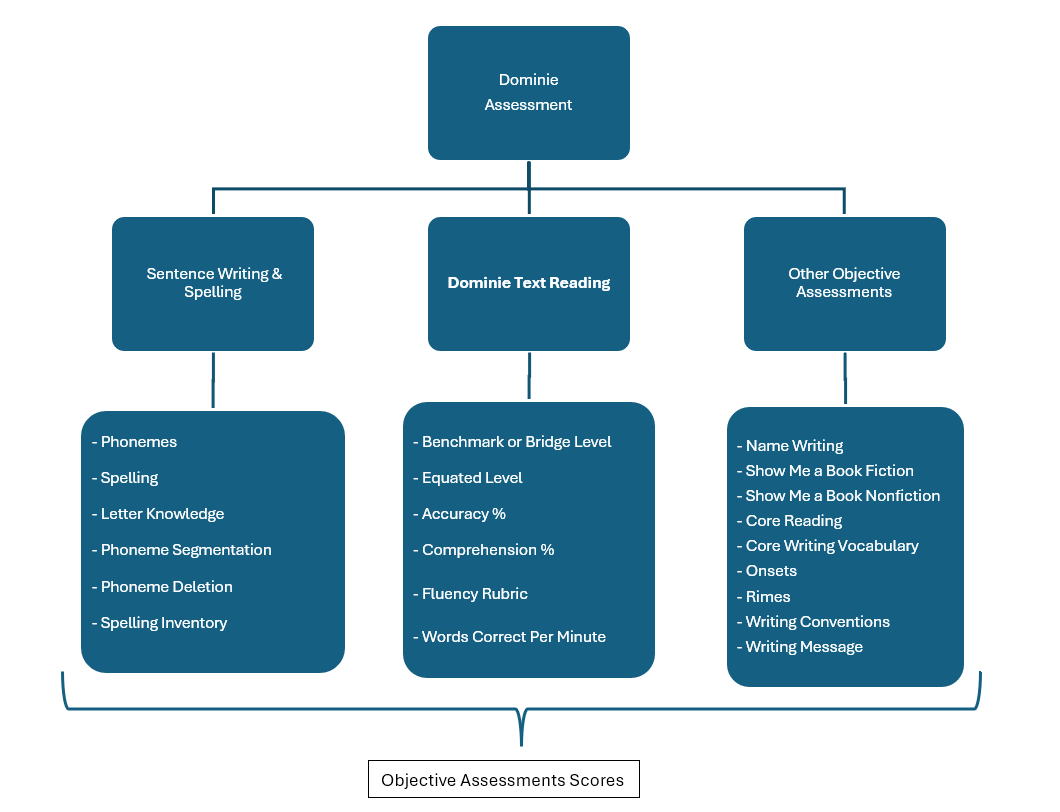 Dominie
Assessment
Sentence Writing &
Spelling
Dominie Text Reading
Other Objective
Assessments
- Phonemes
- Spelling
- Letter Knowledge
- Phoneme Segmentation
- Phoneme Deletion
- Spelling Inventory
- Benchmark or Bridge Level
- Equated Level
- Accuracy %
- Comprehension %
- Fluency Rubric
- Words Correct Per Minute
- Name Writing
- Show Me a Book Fiction
- Show Me a Book Nonfiction
- Core Reading
- Core Writing Vocabulary
- Onsets
- Rimes
- Writing Conventions
- Writing Message
Objective Assessments Scores